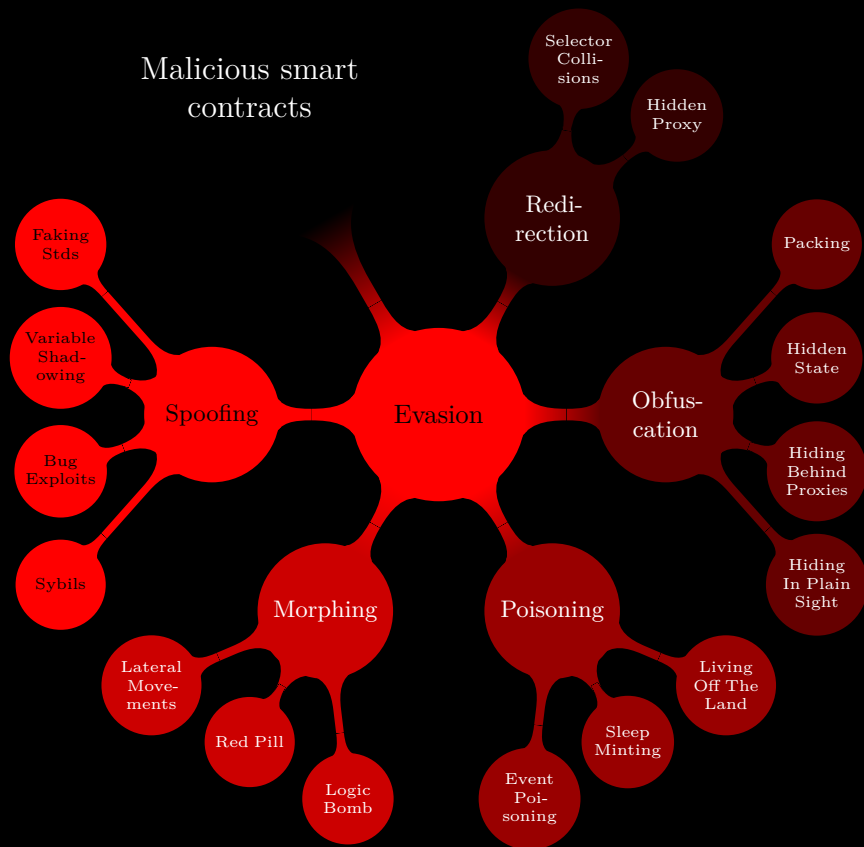 Malicious smart
contracts
Selector
Colli-
sions
Hidden
Proxy
Redi-
rection
Packing
Hidden
State
Hiding
Behind
Proxies
Hiding
In Plain
Sight
Obfus-
cation
Faking
Stds
Variable
Shad-
owing
Bug
Exploits
Sybils
Spoofing
Evasion
Morphing
Lateral
Move-
ments
Red Pill
Logic
Bomb
Poisoning
Living
Off The
Land
Sleep
Minting
Event
Poi-
soning